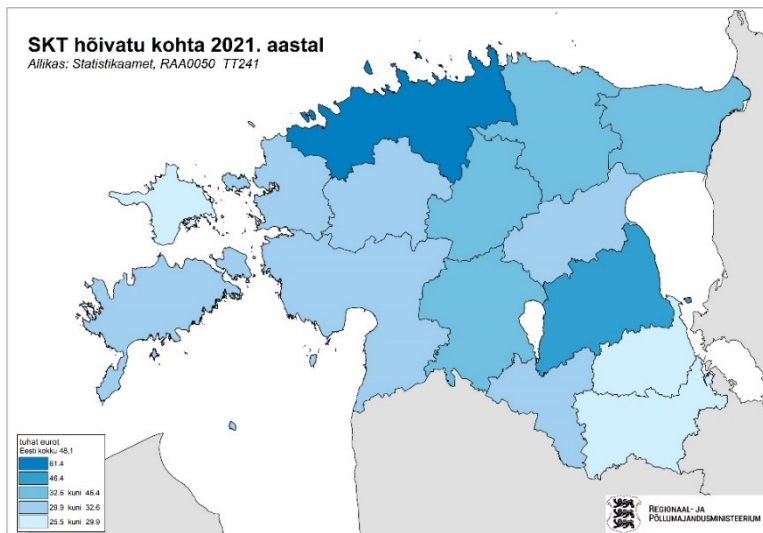 SKT hõivatu kohta 2021. aastal
Allikas: Statistikaamet, RAA0050 TT241
tuhat eurot
Eesti kokku 48,1
61.4
46.4
32.6 kuni 46.4
29.9 kuni 32.6
25.5 kuni 29.9
REGIONAAL- JA
PÕLLUMAJANDUSMINISTEERIUM